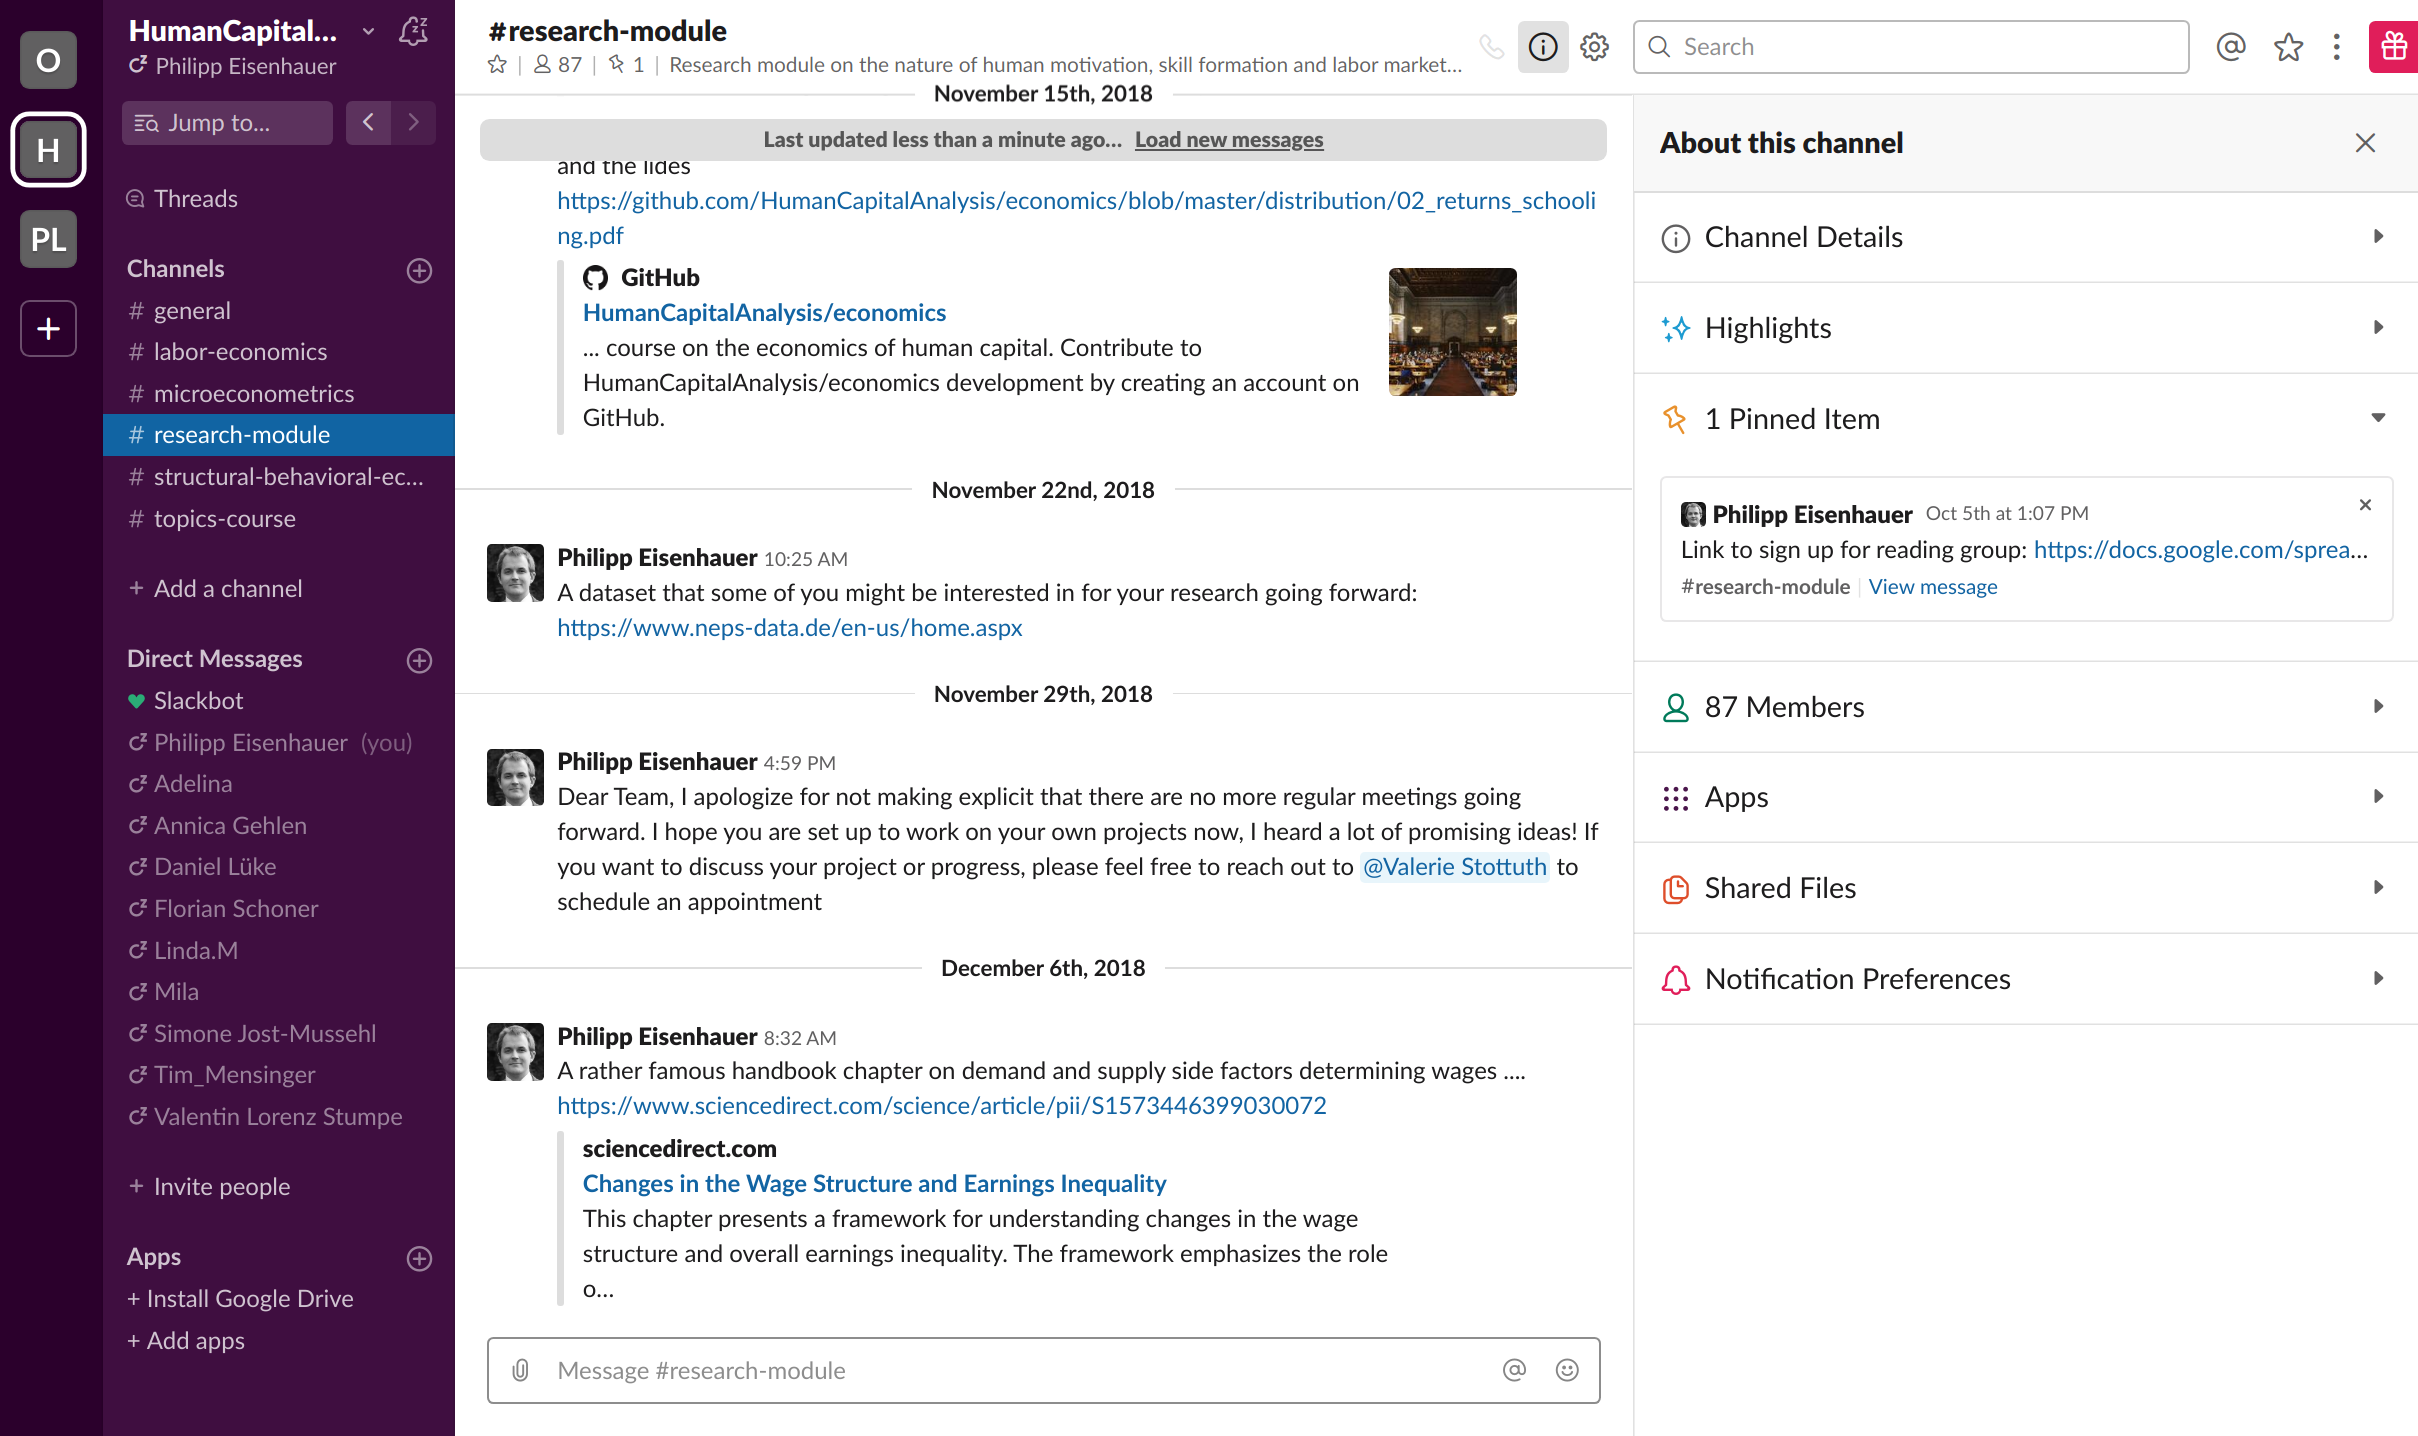 O
H
PL
HumanCapital...
Philipp Eisenhauer
Jump to...
Threads
Channels
# general
# labor-economics
# microeconometrics
# research-module
# structural-behavioral-ec...
# topics-course
+ Add a channel
Direct Messages
Slackbot
Philipp Eisenhauer (you)
Adelina
Annica Gehlen
Daniel Lüke
Florian Schoner
Linda.M
Mila
Simone Jost-Mussehl
Tim_Mensinger
Valentin Lorenz Stumpe
+ Invite people
Apps
+ Install Google Drive
+ Add apps
#research-module
87 | 1 | Research module on the nature of human motivation, skill formation and labor market...
November 15th, 2018
Last updated less than a minute ago... Load new messages
and the lides
https://github.com/HumanCapitalAnalysis/economics/blob/master/distribution/02_returns_schooli
ng.pdf
GitHub
HumanCapitalAnalysis/economics
... course on the economics of human capital. Contribute to
HumanCapitalAnalysis/economics development by creating an account on
GitHub.
November 22nd, 2018
Philipp Eisenhauer 10:25 AM
A dataset that some of you might be interested in for your research going forward:
https://www.neps-data.de/en-us/home.aspx
November 29th, 2018
Philipp Eisenhauer 4:59 PM
Dear Team, I apologize for not making explicit that there are no more regular meetings going
forward. I hope you are set up to work on your own projects now, I heard a lot of promising ideas! If
you want to discuss your project or progress, please feel free to reach out to @Valerie Stottuth to
schedule an appointment
December 6th, 2018
Philipp Eisenhauer 8:32 AM
A rather famous handbook chapter on demand and supply side factors determining wages ....
https://www.sciencedirect.com/science/article/pii/S1573446399030072
sciencedirect.com
Changes in the Wage Structure and Earnings Inequality
This chapter presents a framework for understanding changes in the wage
structure and overall earnings inequality. The framework emphasizes the role
o...
Message #research-module
Search
About this channel
Channel Details
Highlights
1 Pinned Item
Philipp Eisenhauer Oct 5th at 1:07 PM
Link to sign up for reading group: https://docs.google.com/sprea...
#research-module | View message
87 Members
Apps
Shared Files
Notification Preferences